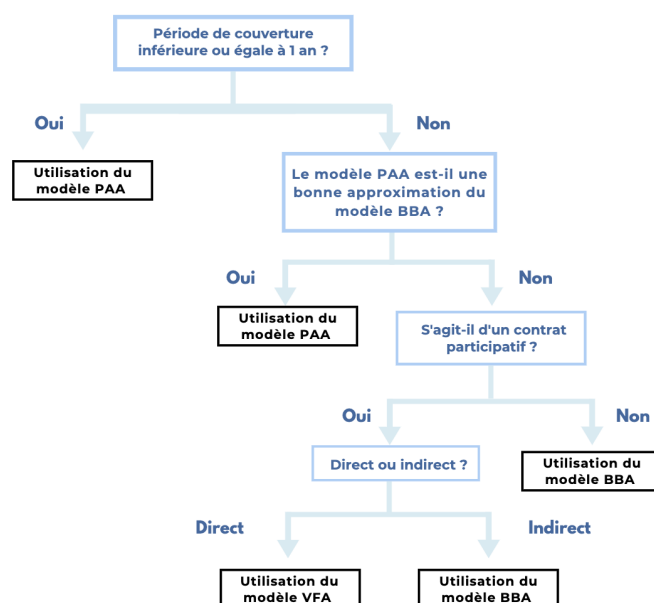 Période de couverture
inférieure ou égale à 1 an ?
Oui
Non
Utilisation du
modèle PAA
Le modèle PAA est-il une
bonne approximation du
modèle BBA ?
Oui
Non
Utilisation du
modèle PAA
S'agit-il d'un contrat
participatif ?
Oui
Non
Direct ou indirect ?
Utilisation du
modèle BBA
Direct
Indirect
Utilisation du
modèle VFA
Utilisation du
modèle BBA